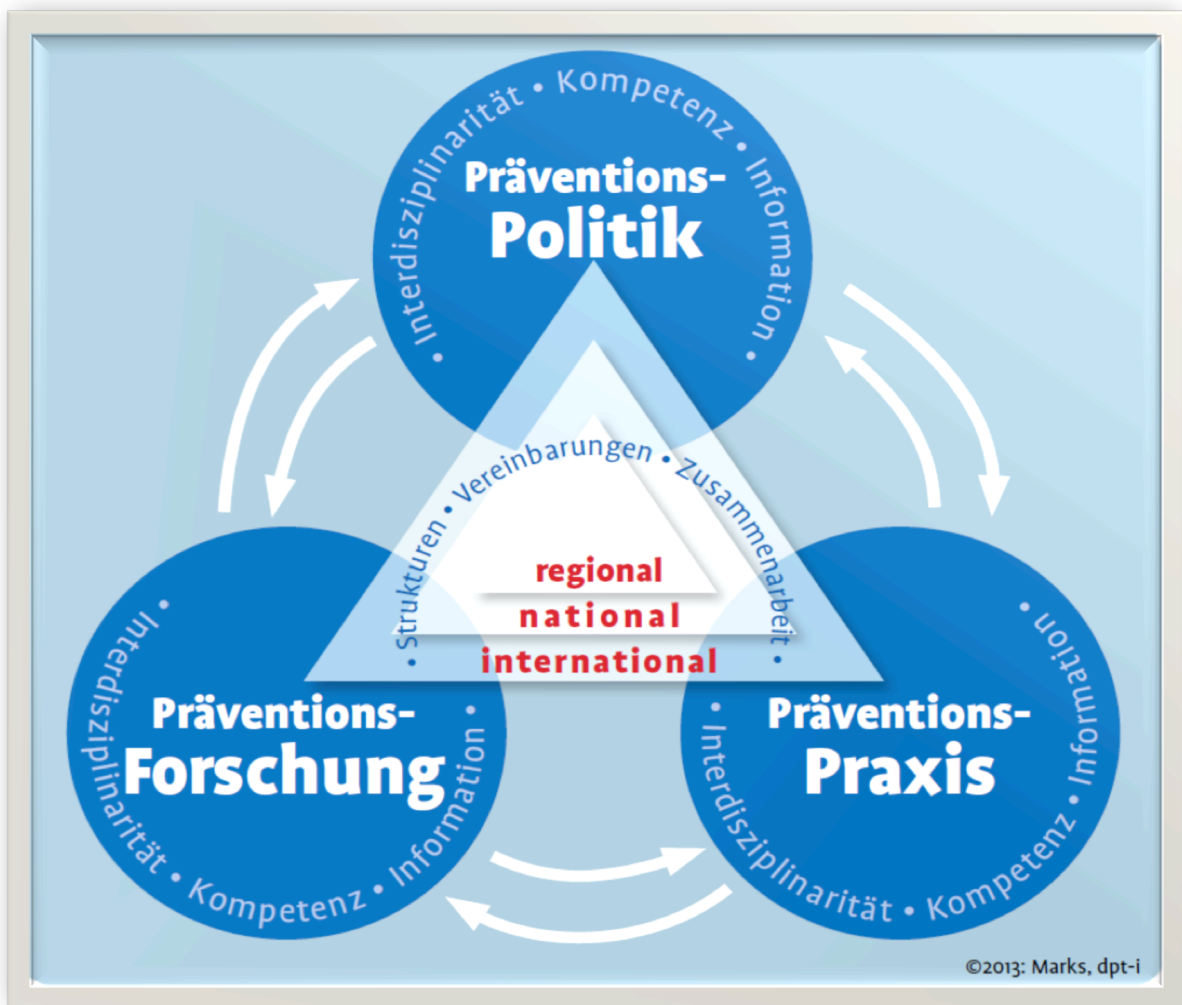 • Interdisziplinarität • Kompetenz • Information •
Präventions-
Politik
• Strukturen • Vereinbarungen • Zusammenarbeit •
regional
national
international
Präventions-
Forschung
• Interdisziplinarität • Kompetenz • Information •
Präventions-
Praxis
• Interdisziplinarität • Kompetenz • Information •
©2013: Marks, dpt-i